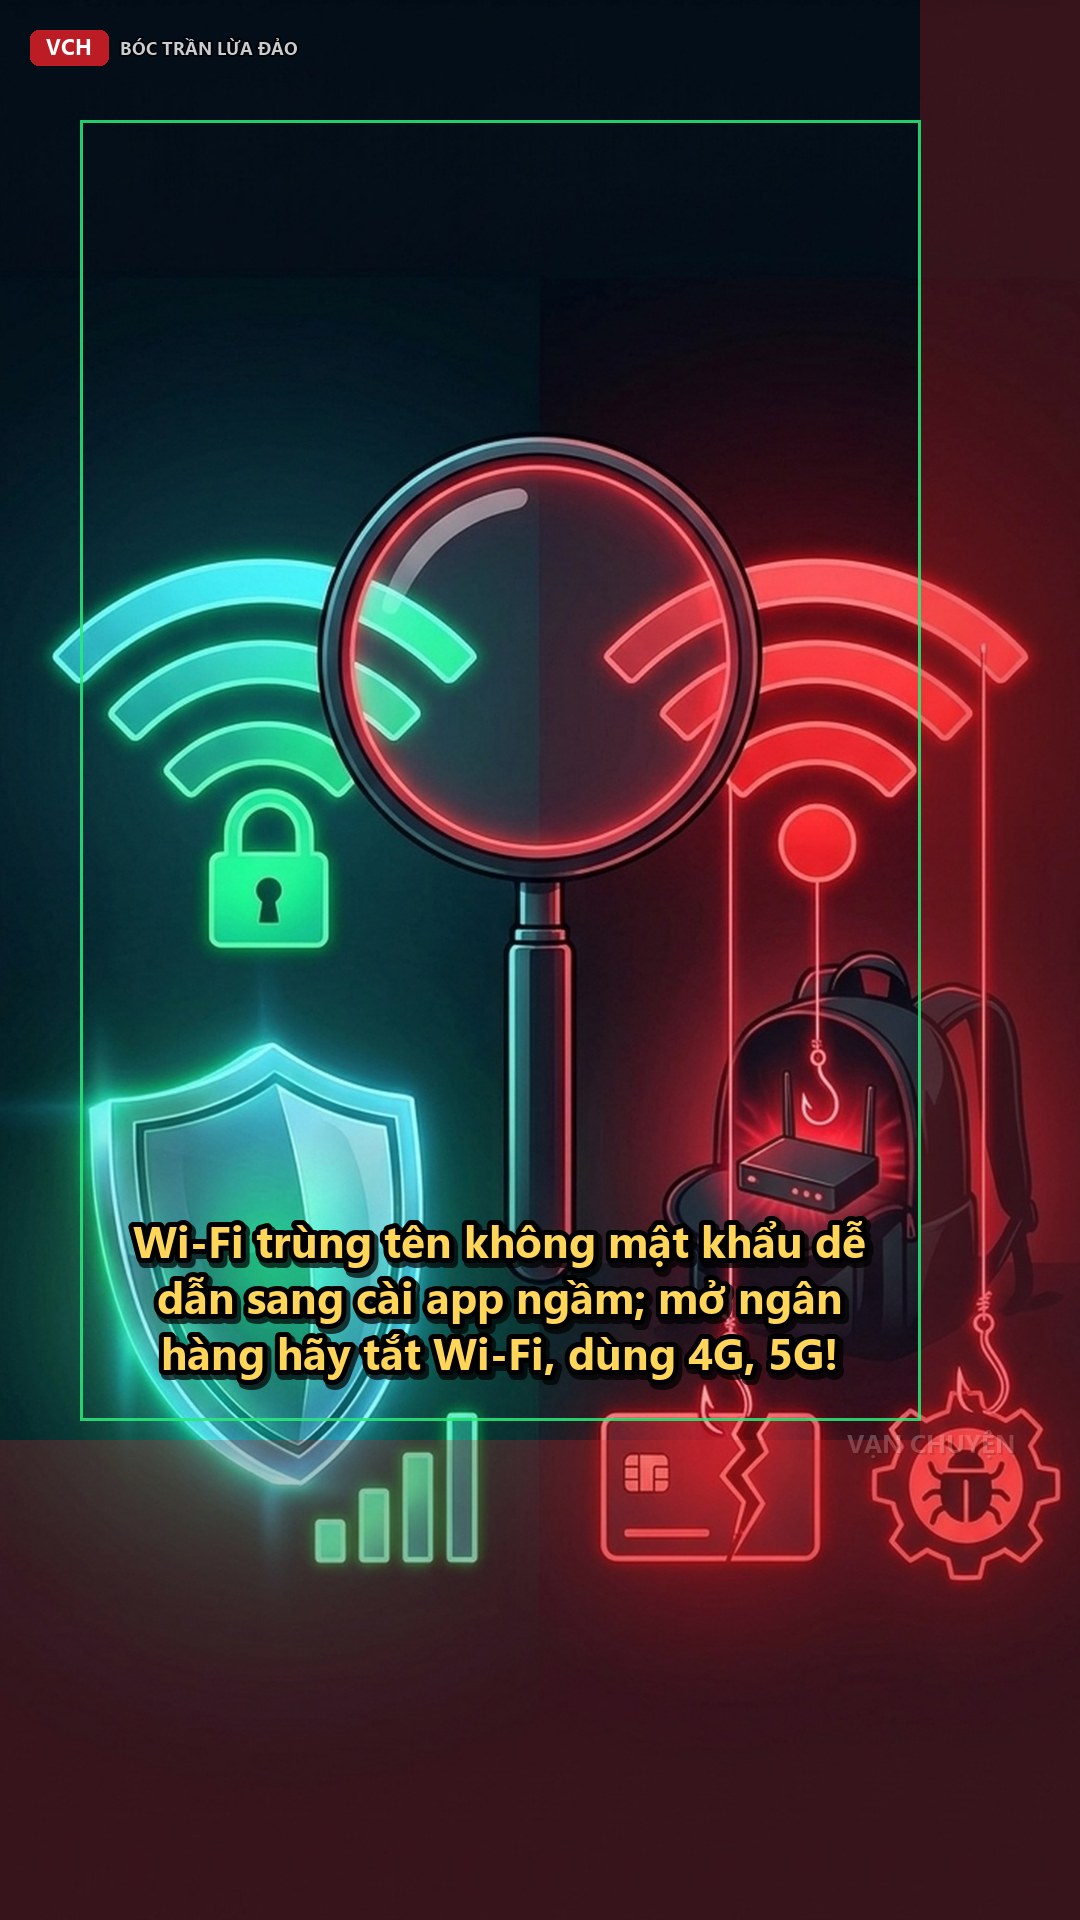 VCH BÓC TRẦN LỪA ĐẢO
Wi-Fi trùng tên không mật khẩu dễ
dẫn sang cài app ngầm; mở ngân
hàng hãy tắt Wi-Fi, dùng 4G, 5G!
VẠN CHUYỆN